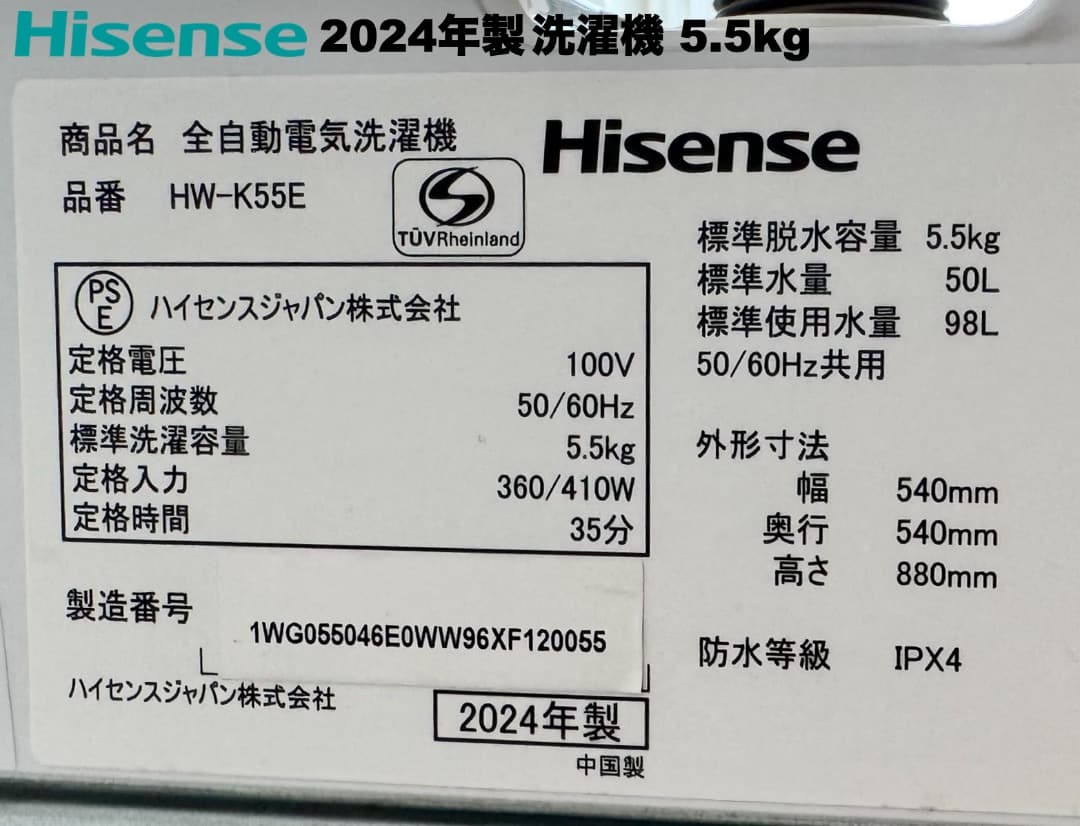 Hisense 2024年製 洗濯機 5.5kg
商品名 全自動電気洗濯機
Hisense
品番 HW-K55E
TÜVRheinland
PSE ハイセンスジャパン株式会社
定格電圧 100V
定格周波数 50/60Hz
標準洗濯容量 5.5kg
定格入力 360/410W
定格時間 35分
製造番号 1WG055046E0WW96XF120055
ハイセンスジャパン株式会社
2024年製
中国製
標準脱水容量 5.5kg
標準水量 50L
標準使用水量 98L
50/60Hz共用
外形寸法
幅 540mm
奥行 540mm
高さ 880mm
防水等級 IPX4